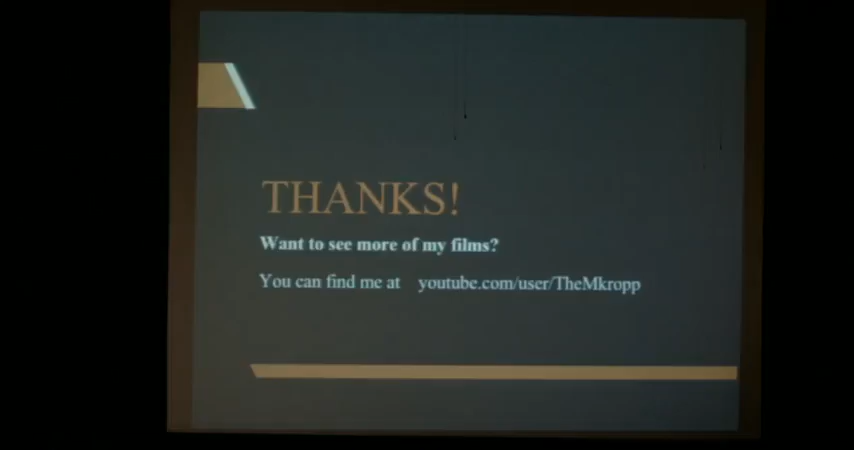 THANKS!
Want to see more of my films?
You can find me at youtube.com/user/TheMkropp